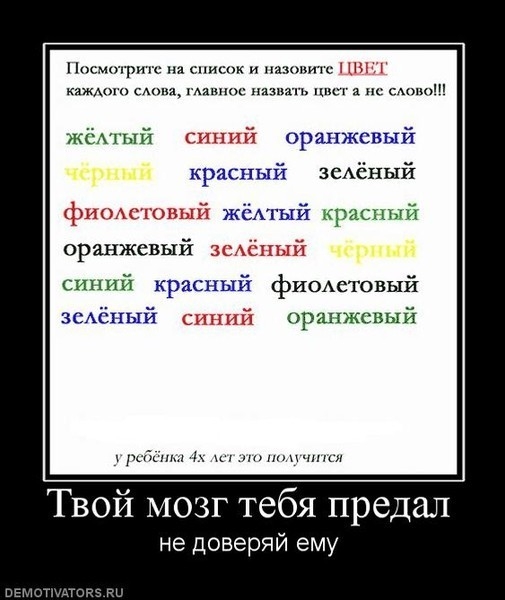 Посмотрите на список и назовите ЦВЕТ
каждого слова, главное назвать цвет а не слово!!!
жёлтый синий оранжевый
чёрный красный зелёный
фиолетовый жёлтый красный
оранжевый зелёный чёрный
синий красный фиолетовый
зелёный синий оранжевый
у ребёнка 4х лет это получится
Твой мозг тебя предал
не доверяй ему
DEMOTIVATORS.RU